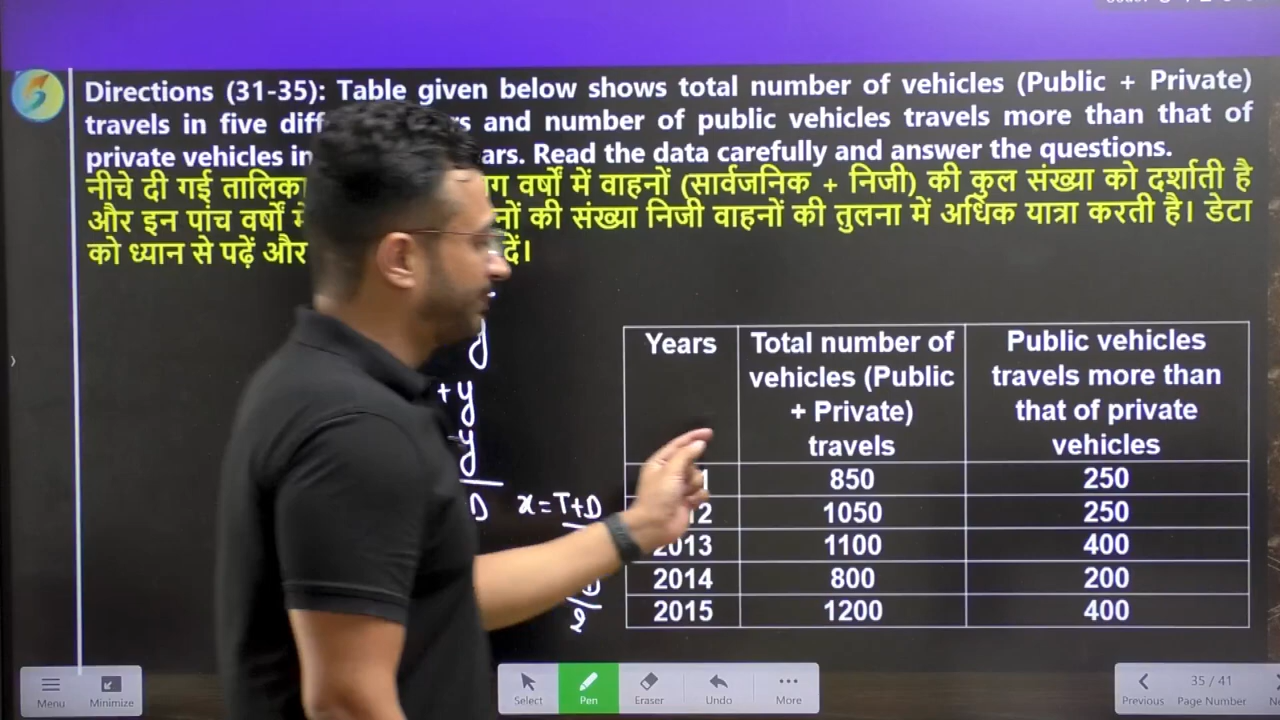 Directions (31-35): Table given below shows total number of vehicles (Public + Private)
travels in five and number of public vehicles travels more than that of
private vehicles in Read the data carefully and answer the questions.
नीचे दी गई वर्षों में वाहनों (सार्वजनिक + निजी) की कुल संख्या को दर्शाती है
और इन पांच वर्षों की संख्या निजी वाहनों की तुलना में अधिक यात्रा करती है। डेटा
को ध्यान से पढ़ें और दें।
Years Total number of vehicles (Public + Private) travels Public vehicles travels more than that of private vehicles
850 250
1050 250
2013 1100 400
2014 800 200
2015 1200 400
x = T+D
Menu Minimize Select Pen Eraser Undo More Previous 35 / 41 Page Number